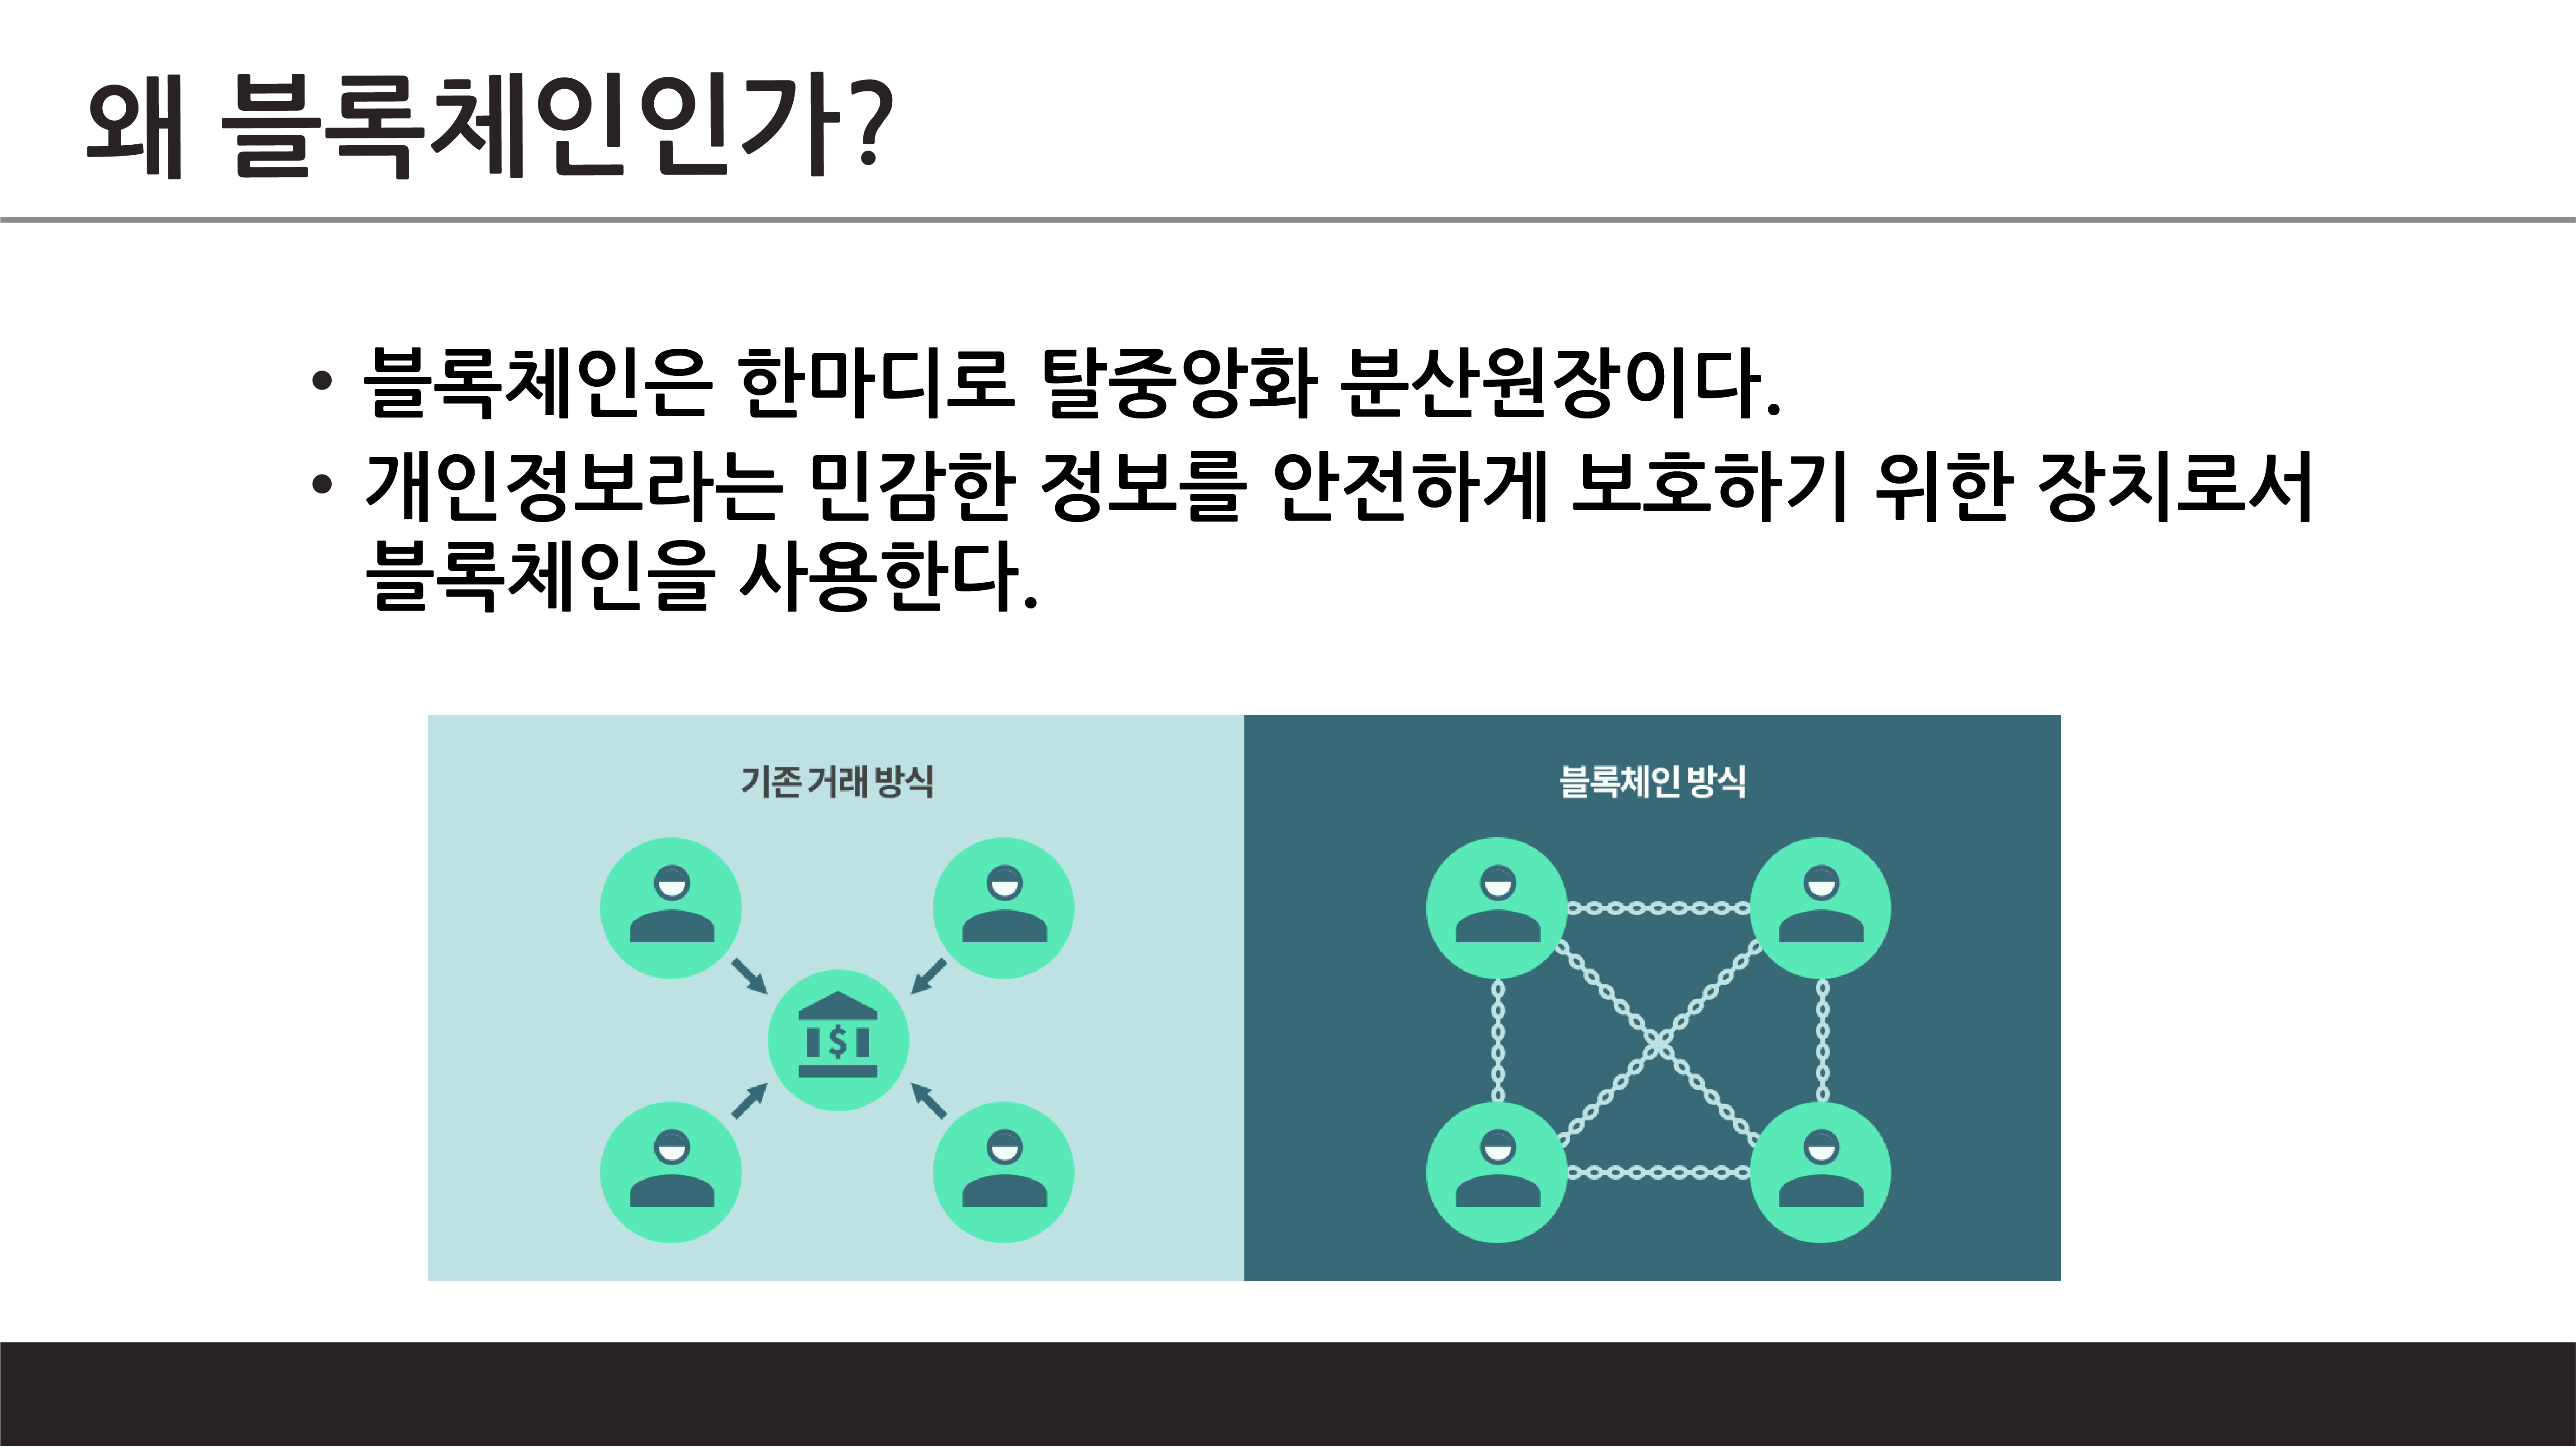 왜 블록체인인가?
• 블록체인은 한마디로 탈중앙화 분산원장이다.
• 개인정보라는 민감한 정보를 안전하게 보호하기 위한 장치로서
블록체인을 사용한다.
기존 거래 방식
블록체인 방식
$